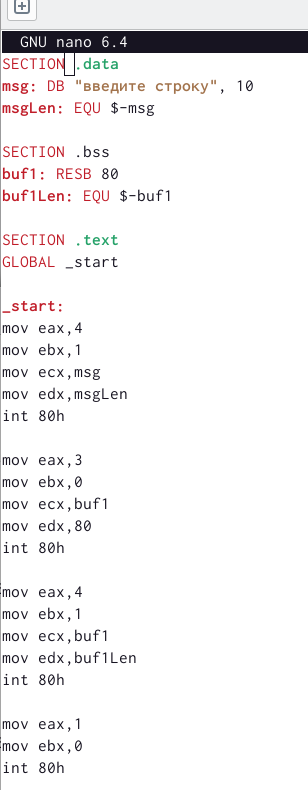 GNU nano 6.4
SECTION .data
msg: DB "введите строку", 10
msgLen: EQU $-msg
SECTION .bss
buf1: RESB 80
buf1Len: EQU $-buf1
SECTION .text
GLOBAL _start
_start:
mov eax,4
mov ebx,1
mov ecx,msg
mov edx,msgLen
int 80h
mov eax,3
mov ebx,0
mov ecx,buf1
mov edx,80
int 80h
mov eax,4
mov ebx,1
mov ecx,buf1
mov edx,buf1Len
int 80h
mov eax,1
mov ebx,0
int 80h